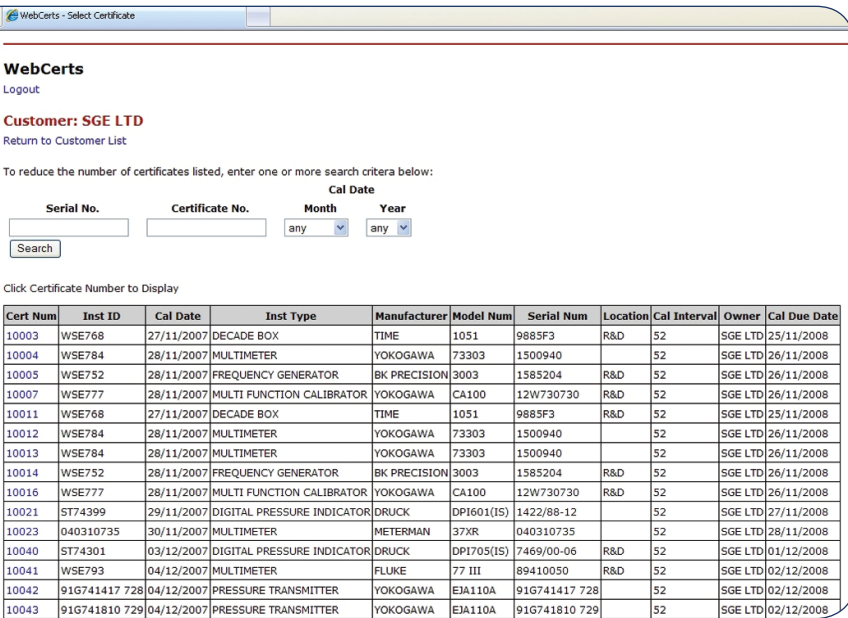 WebCerts - Select Certificate
WebCerts
Logout
Customer: SGE LTD
Return to Customer List
To reduce the number of certificates listed, enter one or more search critera below:
Cal Date
Serial No. Certificate No. Month Year
any any
Search
Click Certificate Number to Display
Cert Num Inst ID Cal Date Inst Type Manufacturer Model Num Serial Num Location Cal Interval Owner Cal Due Date
10003 WSE768 27/11/2007 DECADE BOX TIME 1051 9885F3 R&D 52 SGE LTD 25/11/2008
10004 WSE784 28/11/2007 MULTIMETER YOKOGAWA 73303 1500940 52 SGE LTD 26/11/2008
10005 WSE752 28/11/2007 FREQUENCY GENERATOR BK PRECISION 3003 1585204 R&D 52 SGE LTD 26/11/2008
10007 WSE777 28/11/2007 MULTI FUNCTION CALIBRATOR YOKOGAWA CA100 12W730730 R&D 52 SGE LTD 26/11/2008
10011 WSE768 27/11/2007 DECADE BOX TIME 1051 9885F3 R&D 52 SGE LTD 25/11/2008
10012 WSE784 28/11/2007 MULTIMETER YOKOGAWA 73303 1500940 52 SGE LTD 26/11/2008
10013 WSE784 28/11/2007 MULTIMETER YOKOGAWA 73303 1500940 52 SGE LTD 26/11/2008
10014 WSE752 28/11/2007 FREQUENCY GENERATOR BK PRECISION 3003 1585204 R&D 52 SGE LTD 26/11/2008
10016 WSE777 28/11/2007 MULTI FUNCTION CALIBRATOR YOKOGAWA CA100 12W730730 R&D 52 SGE LTD 26/11/2008
10021 ST74399 29/11/2007 DIGITAL PRESSURE INDICATOR DRUCK DPI601(IS) 1422/88-12 52 SGE LTD 27/11/2008
10023 040310735 30/11/2007 MULTIMETER METERMAN 37XR 040310735 52 SGE LTD 28/11/2008
10040 ST74301 03/12/2007 DIGITAL PRESSURE INDICATOR DRUCK DPI705(IS) 7469/00-06 R&D 52 SGE LTD 01/12/2008
10041 WSE793 04/12/2007 MULTIMETER FLUKE 77 III 89410050 R&D 52 SGE LTD 02/12/2008
10042 91G741417 728 04/12/2007 PRESSURE TRANSMITTER YOKOGAWA EJA110A 91G741417 728 52 SGE LTD 02/12/2008
10043 91G741810 729 04/12/2007 PRESSURE TRANSMITTER YOKOGAWA EJA110A 91G741810 729 52 SGE LTD 02/12/2008